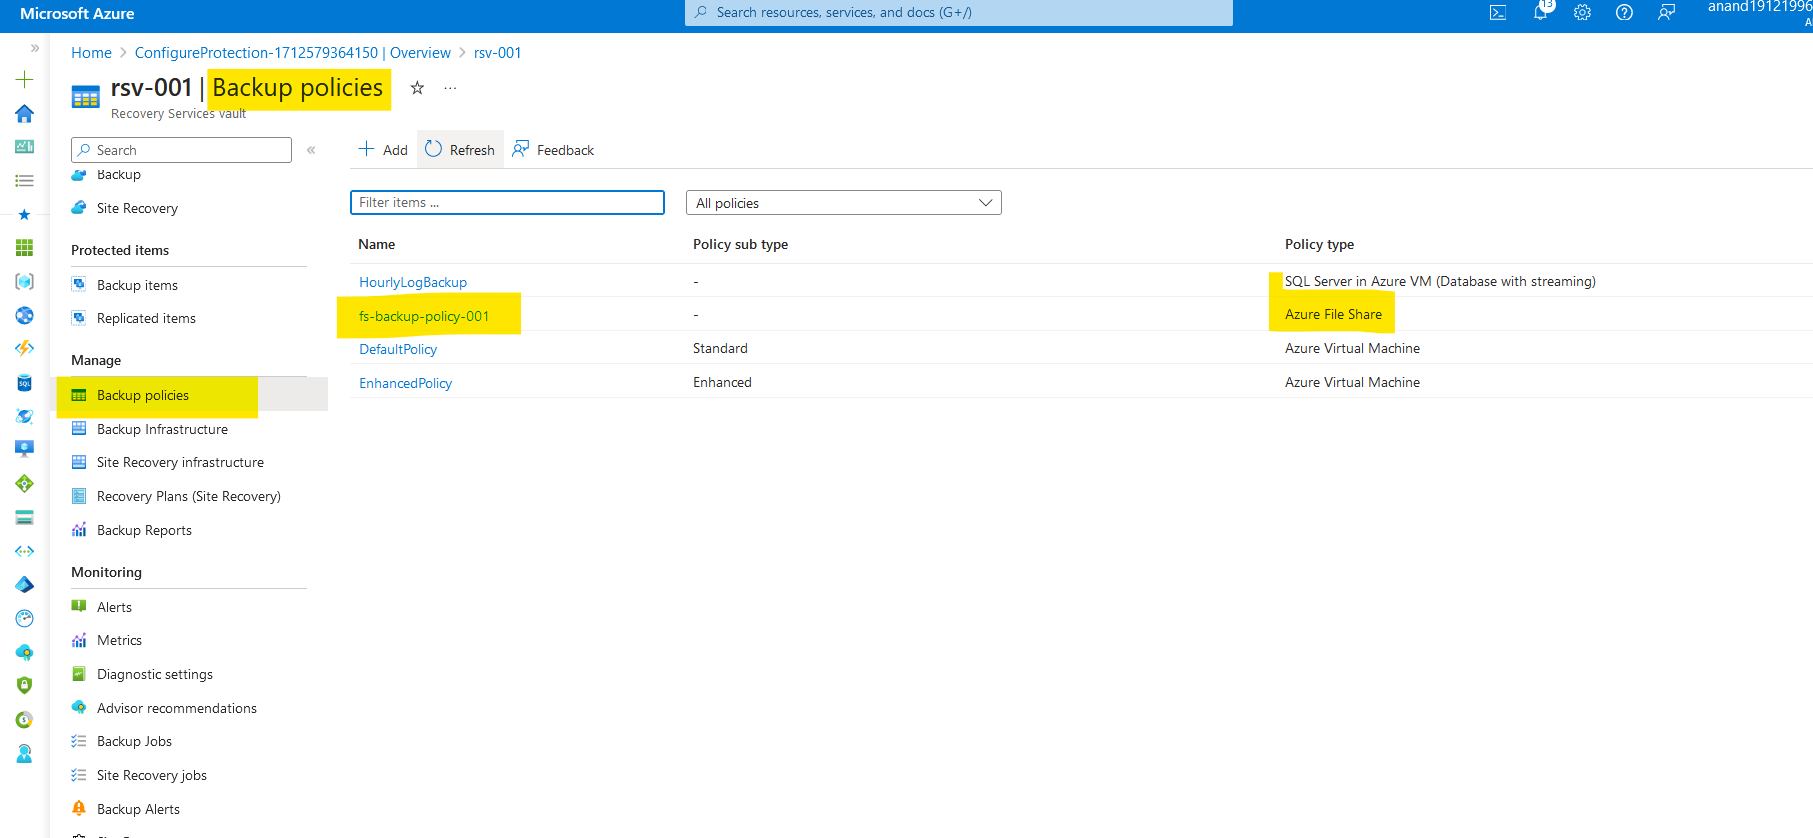 Microsoft Azure
Search resources, services, and docs (G+/)
13
anand19121996
Home > ConfigureProtection-1712579364150 | Overview > rsv-001
rsv-001 | Backup policies
Recovery Services vault
Search
Add
Refresh
Feedback
Backup
Site Recovery
Protected items
Backup items
Replicated items
Manage
Backup policies
Backup Infrastructure
Site Recovery infrastructure
Recovery Plans (Site Recovery)
Backup Reports
Monitoring
Alerts
Metrics
Diagnostic settings
Advisor recommendations
Backup Jobs
Site Recovery jobs
Backup Alerts
Filter items ...
All policies
Name Policy sub type Policy type
HourlyLogBackup - SQL Server in Azure VM (Database with streaming)
fs-backup-policy-001 - Azure File Share
DefaultPolicy Standard Azure Virtual Machine
EnhancedPolicy Enhanced Azure Virtual Machine